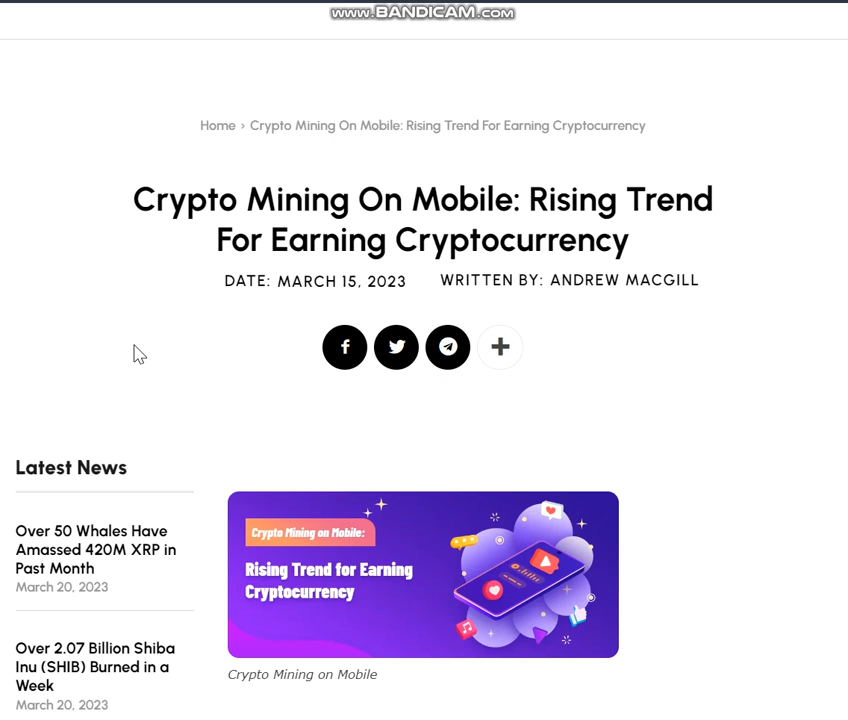 www.BANDICAM.com
Home › Crypto Mining On Mobile: Rising Trend For Earning Cryptocurrency
Crypto Mining On Mobile: Rising Trend
For Earning Cryptocurrency
DATE: MARCH 15, 2023 WRITTEN BY: ANDREW MACGILL
Latest News
Over 50 Whales Have
Amassed 420M XRP in
Past Month
March 20, 2023
Over 2.07 Billion Shiba
Inu (SHIB) Burned in a
Week
March 20, 2023
Crypto Mining on Mobile:
Rising Trend for Earning
Cryptocurrency
Crypto Mining on Mobile